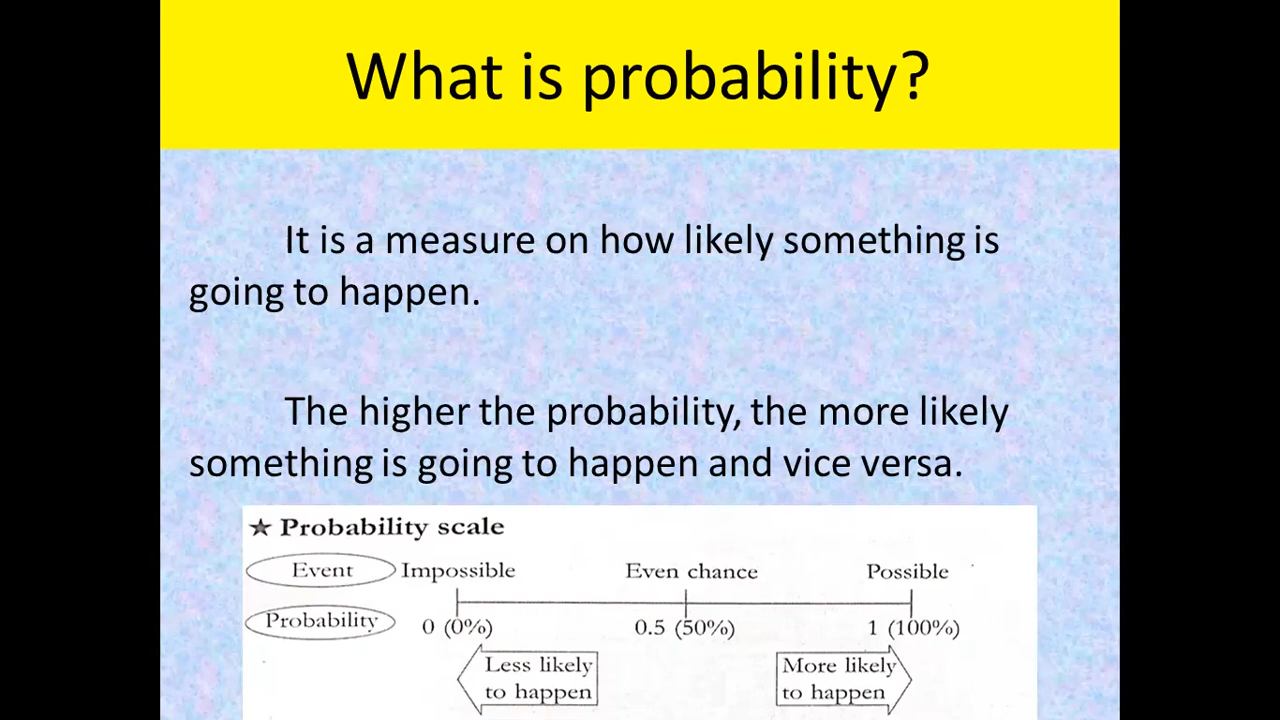 What is probability?
It is a measure on how likely something is
going to happen.
The higher the probability, the more likely
something is going to happen and vice versa.
★ Probability scale
Event Impossible Even chance Possible
Probability 0 (0%) 0.5 (50%) 1 (100%)
Less likely More likely
to happen to happen